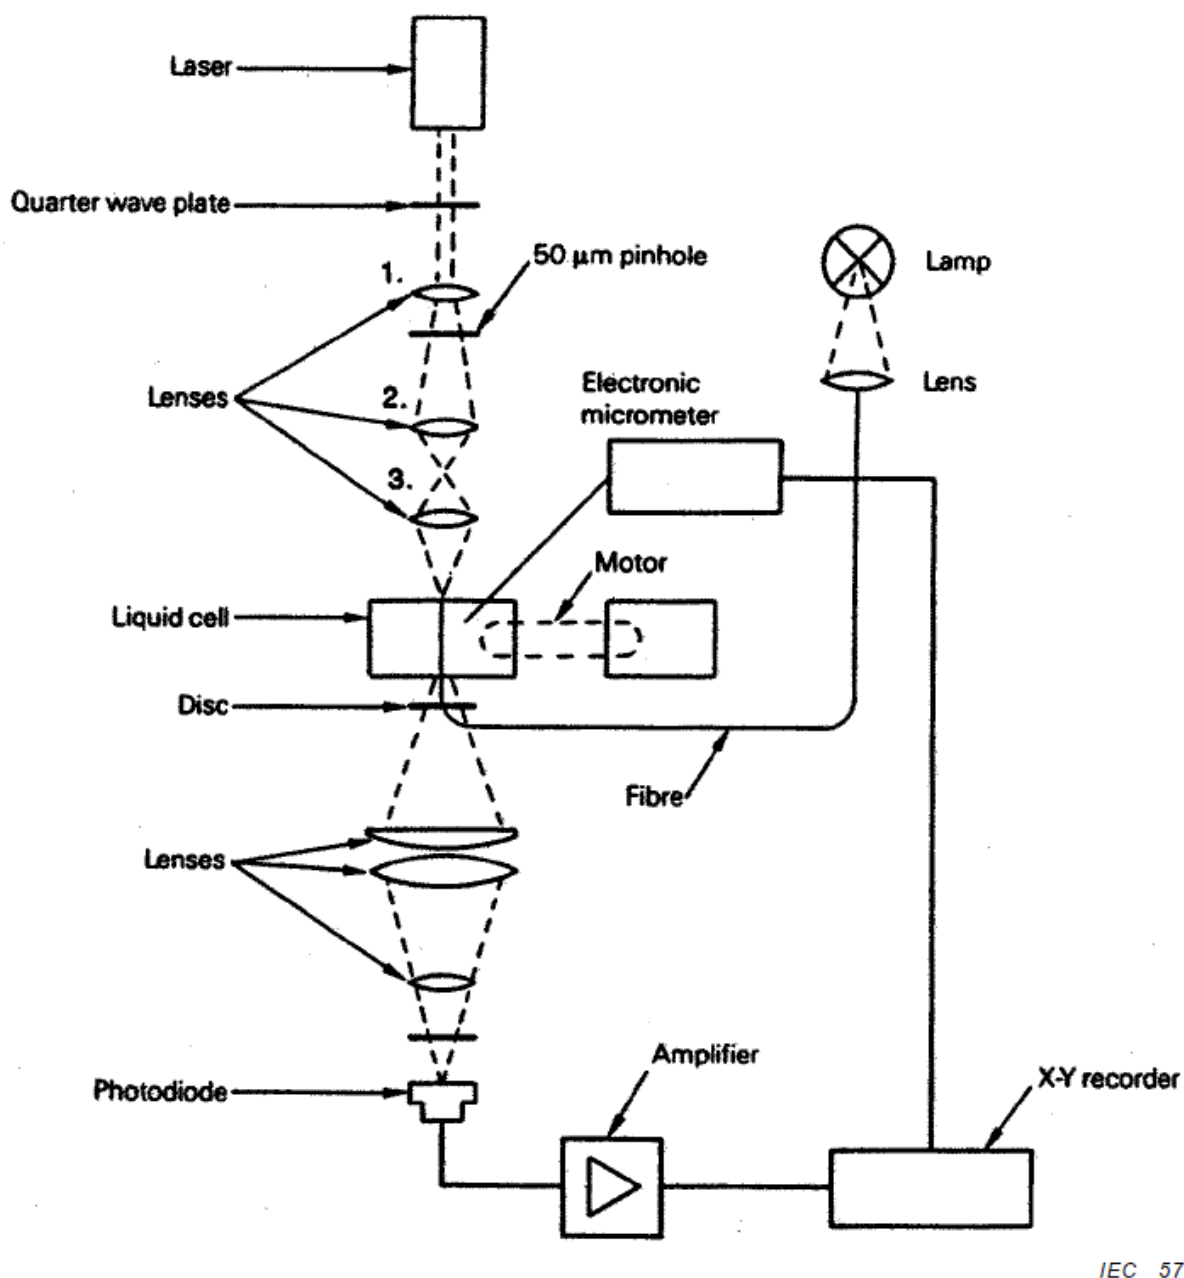 Laser
Quarter wave plate
50 μm pinhole
1.
Lamp
Lenses
2.
Electronic
micrometer
Lens
3.
Motor
Liquid cell
Disc
Fibre
Lenses
Amplifier
Photodiode
X-Y recorder
IEC 57